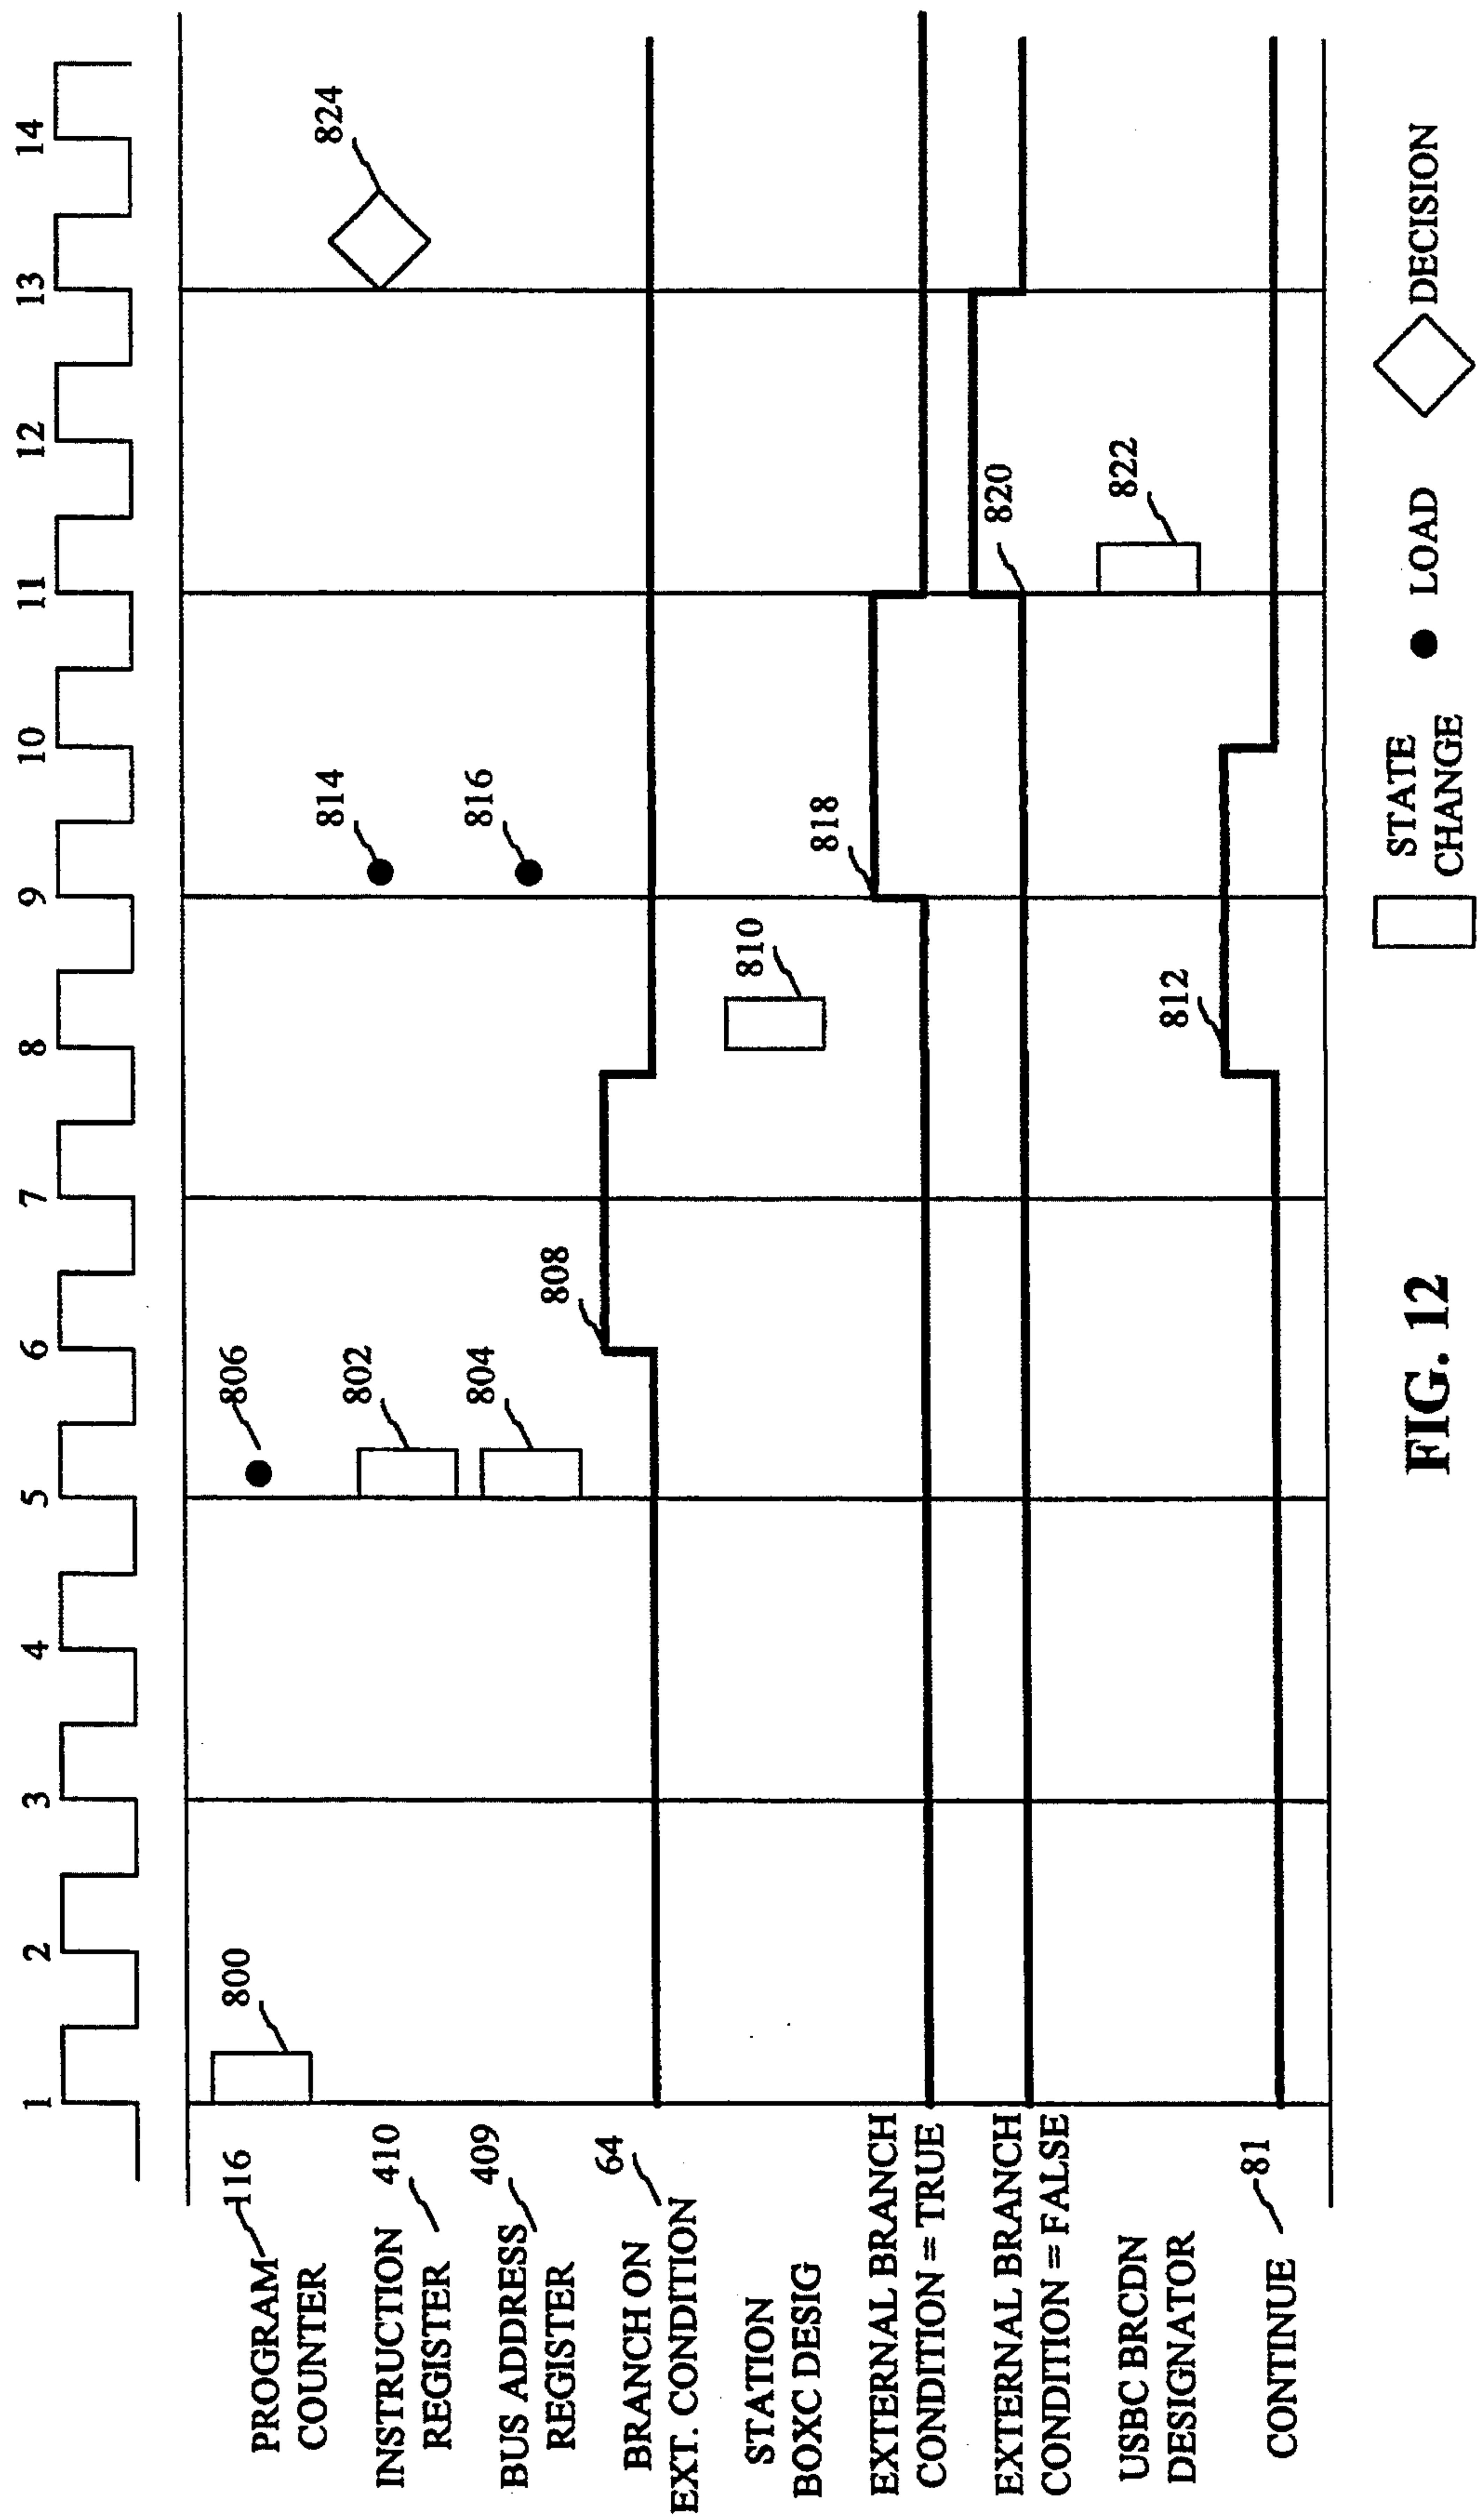 1 2 3 4 5 6 7 8 9 10 11 12 13 14
PROGRAM 116
COUNTER
800
806
INSTRUCTION 410
REGISTER
802
814
824
BUS ADDRESS 409
REGISTER
804
816
BRANCH ON 64
EXT. CONDITION
808
STATION
BOXC DESIG
810
EXTERNAL BRANCH
CONDITION = TRUE
818
EXTERNAL BRANCH
CONDITION = FALSE
820
USBC BRCDN
DESIGNATOR
822
CONTINUE 81
812
STATE
CHANGE
LOAD
DECISION
FIG. 12